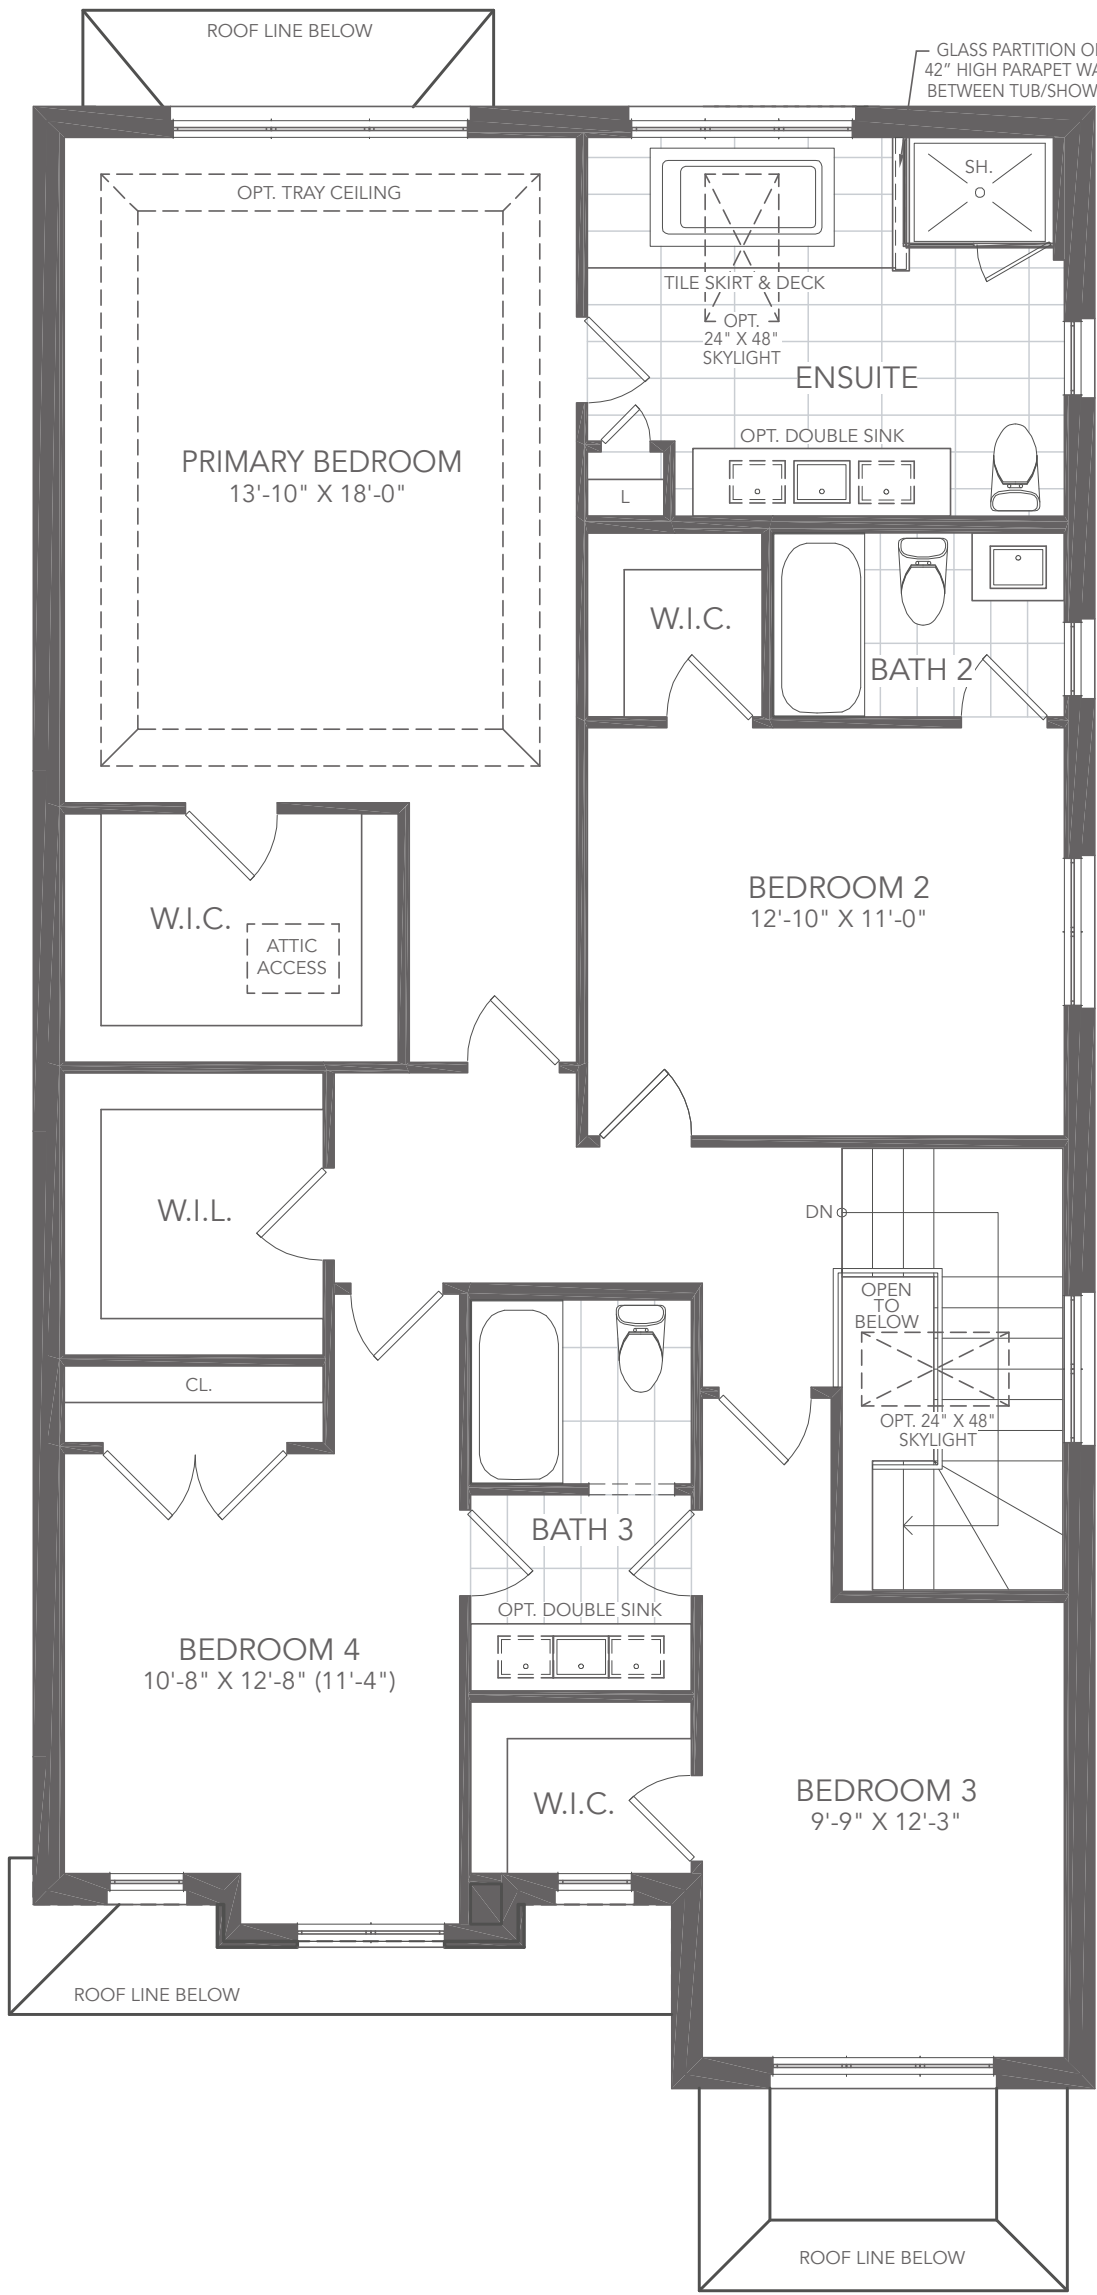 ROOF LINE BELOW
GLASS PARTITION
42" HIGH PARAPET
BETWEEN
SH.
OPT. TRAY CEILING
TILE SKIRT & DECK
OPT.
24" X 48"
SKYLIGHT
ENSUITE
OPT. DOUBLE SINK
L
PRIMARY BEDROOM
13'-10" X 18'-0"
W.I.C.
BATH 2
BEDROOM 2
12'-10" X 11'-0"
W.I.C.
ATTIC
ACCESS
W.I.L.
DN
OPEN
TO
BELOW
OPT. 24" X 48"
SKYLIGHT
CL.
BATH 3
OPT. DOUBLE SINK
BEDROOM 4
10'-8" X 12'-8" (11'-4")
W.I.C.
BEDROOM 3
9'-9" X 12'-3"
ROOF LINE BELOW
ROOF LINE BELOW